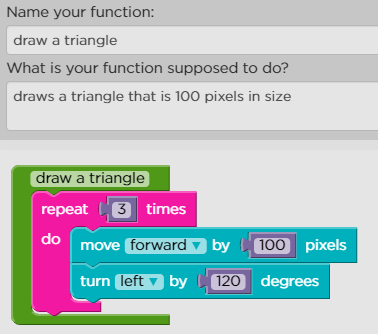 Name your function:
draw a triangle
What is your function supposed to do?
draws a triangle that is 100 pixels in size
draw a triangle
repeat 3 times
do move forward ▼ by 100 pixels
turn left ▼ by 120 degrees